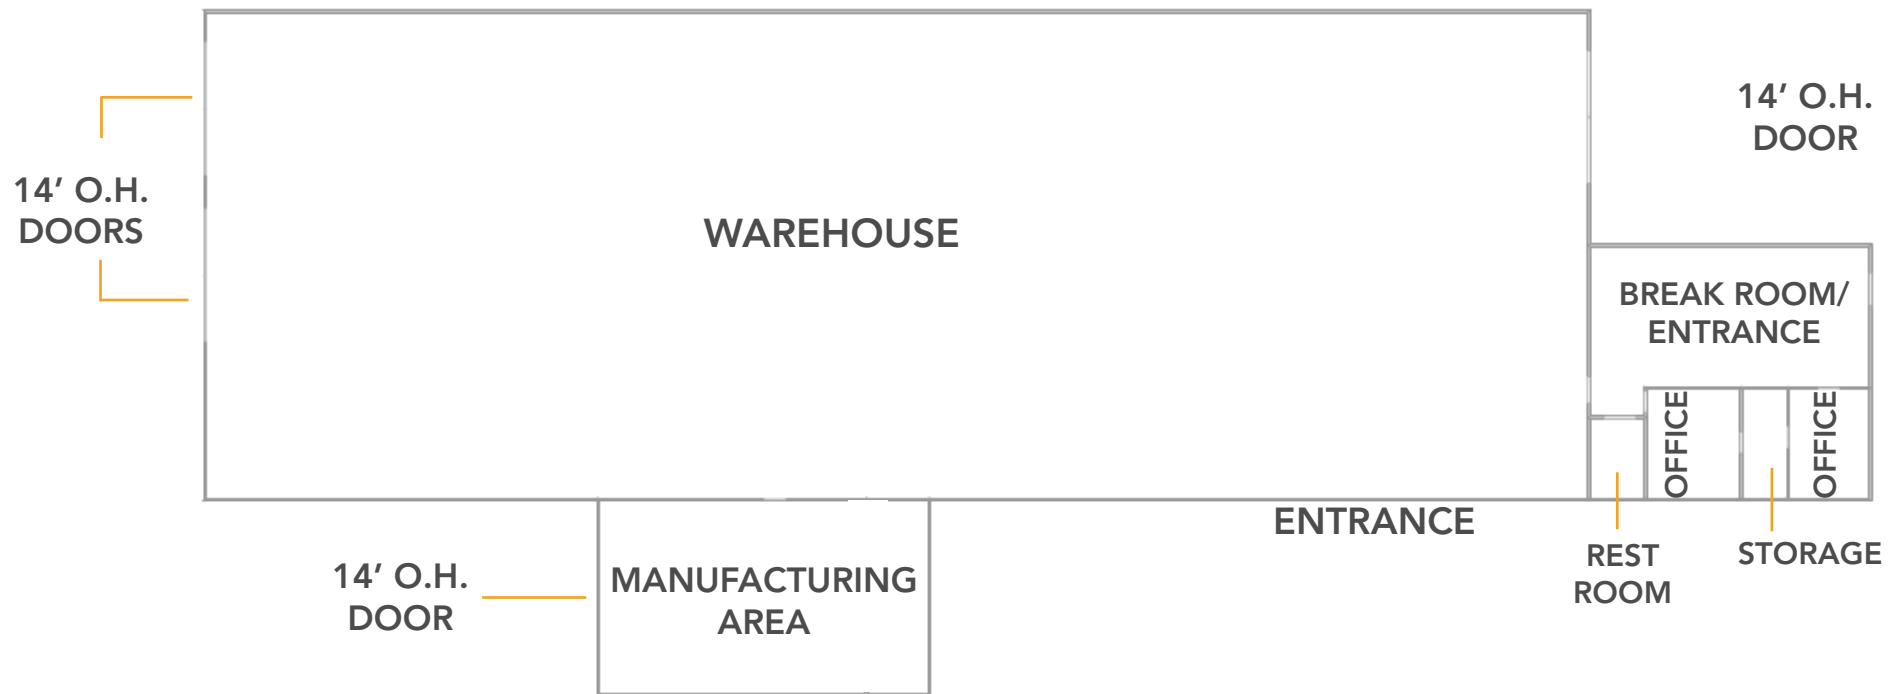 14’ O.H.
DOOR
14’ O.H.
DOORS
WAREHOUSE
BREAK ROOM/
ENTRANCE
OFFICE
OFFICE
ENTRANCE
REST
ROOM
STORAGE
14’ O.H.
DOOR
MANUFACTURING
AREA